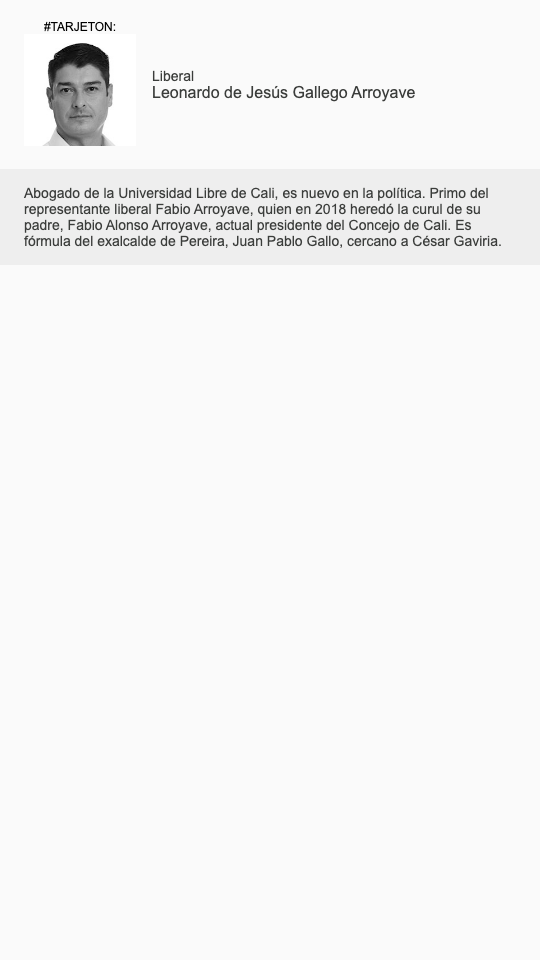 #TARJETON:
Liberal
Leonardo de Jesús Gallego Arroyave
Abogado de la Universidad Libre de Cali, es nuevo en la política. Primo del
representante liberal Fabio Arroyave, quien en 2018 heredó la curul de su
padre, Fabio Alonso Arroyave, actual presidente del Concejo de Cali. Es
fórmula del exalcalde de Pereira, Juan Pablo Gallo, cercano a César Gaviria.